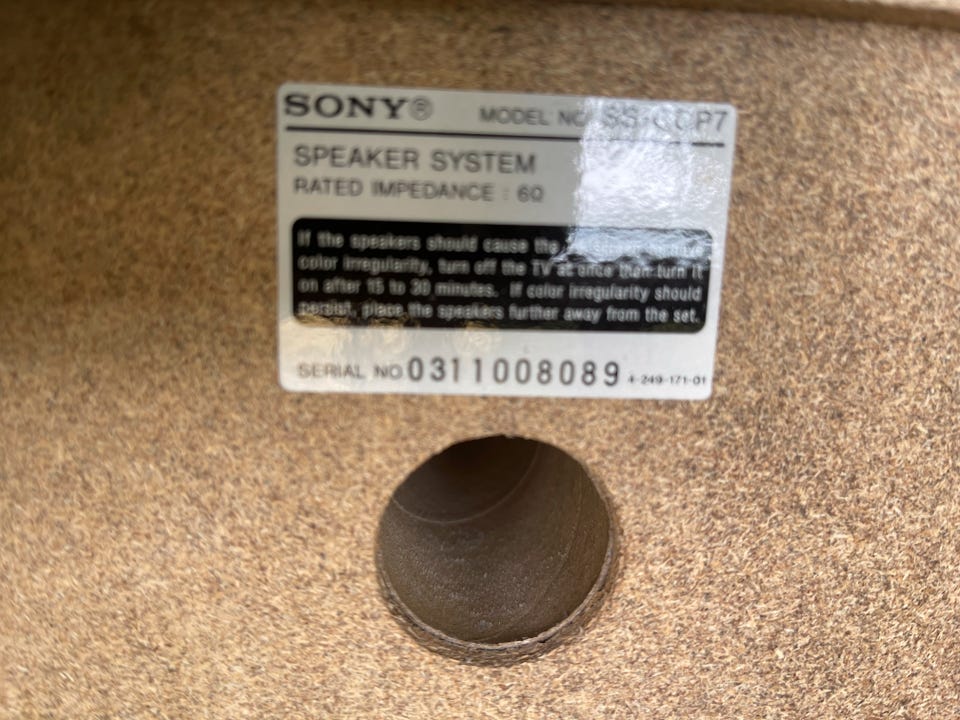 SONY®
MODEL NO
SPEAKER SYSTEM
RATED IMPEDANCE : 6Ω
If the speakers should cause the
color irregularity, turn off the TV at once then turn it
on after 15 to 30 minutes. If color irregularity should
persist, place the speakers further away from the set.
SERIAL NO 0311008089 4-249-171-01